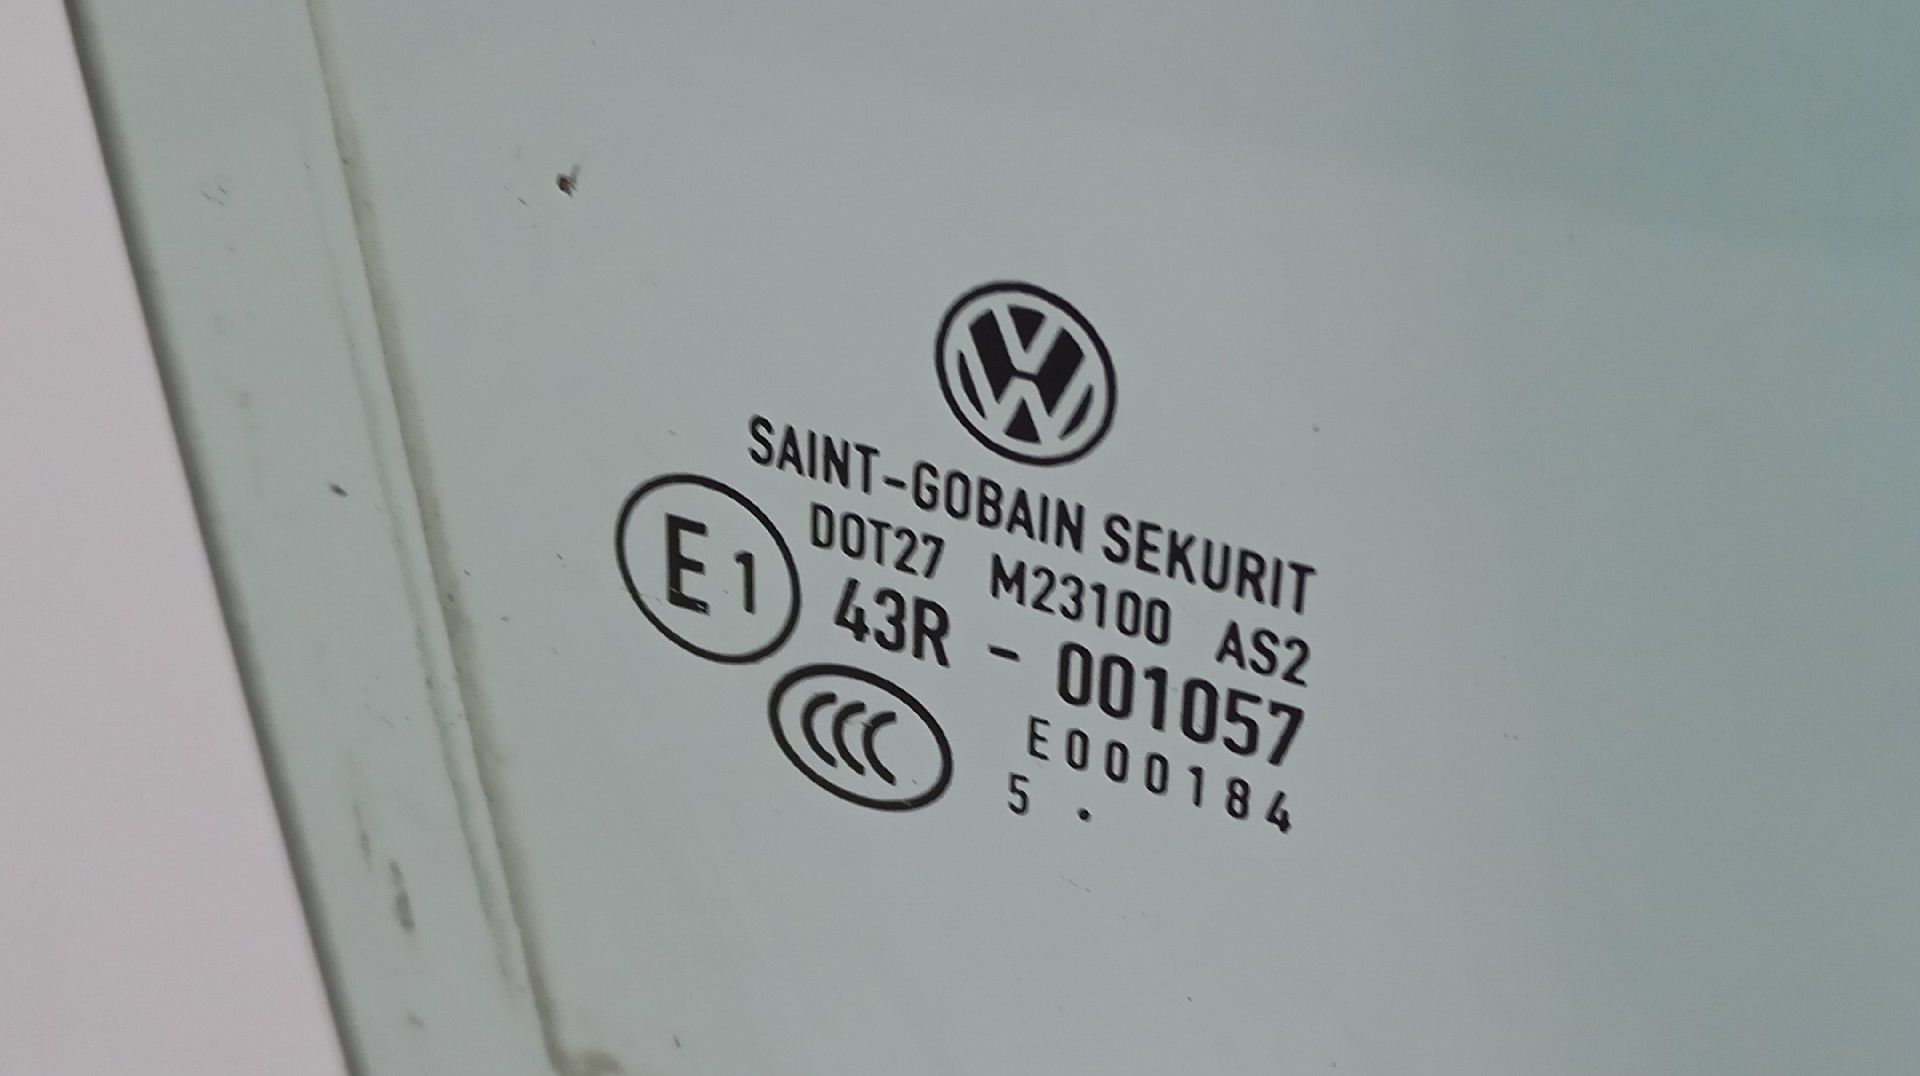 SAINT-GOBAIN SEKURIT
E1
DOT27 M23100 AS2
43R - 001057
CCC
E000184
5 .